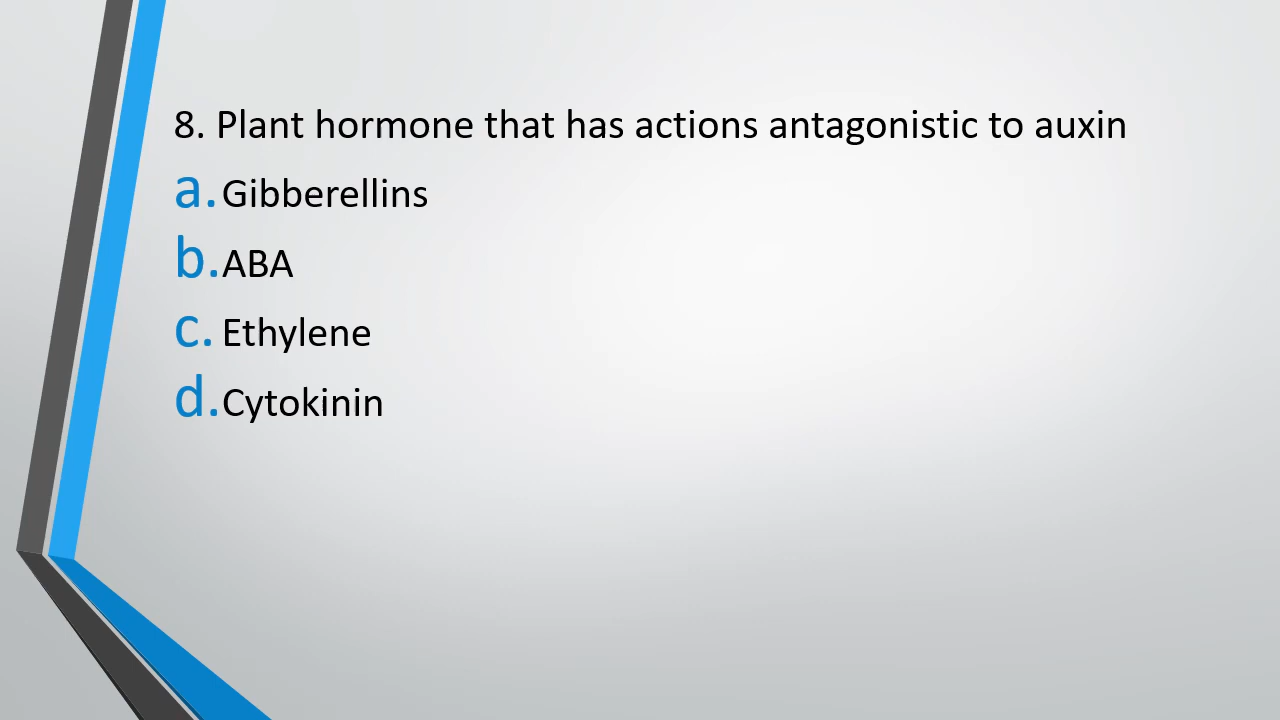 8. Plant hormone that has actions antagonistic to auxin
a. Gibberellins
b. ABA
c. Ethylene
d. Cytokinin